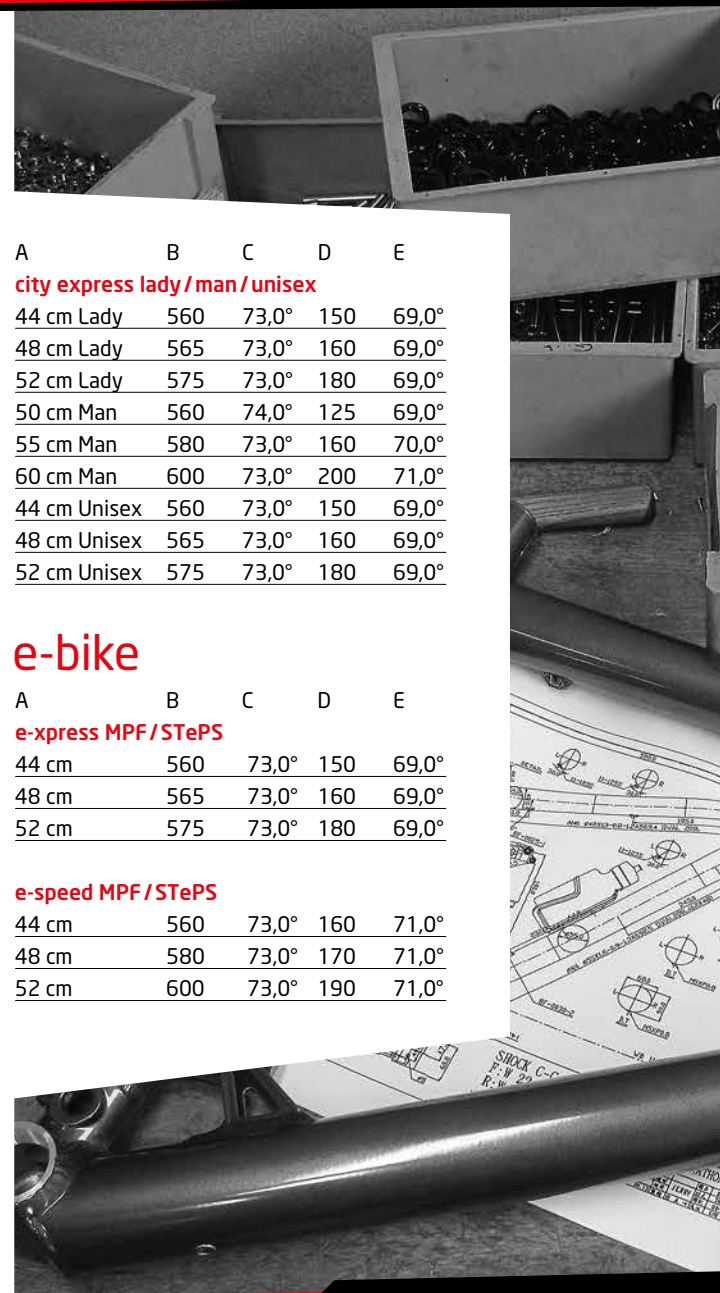 A B C D E
city express lady / man / unisex
44 cm Lady 560 73,0° 150 69,0°
48 cm Lady 565 73,0° 160 69,0°
52 cm Lady 575 73,0° 180 69,0°
50 cm Man 560 74,0° 125 69,0°
55 cm Man 580 73,0° 160 70,0°
60 cm Man 600 73,0° 200 71,0°
44 cm Unisex 560 73,0° 150 69,0°
48 cm Unisex 565 73,0° 160 69,0°
52 cm Unisex 575 73,0° 180 69,0°
e-bike
A B C D E
e-xpress MPF / STePS
44 cm 560 73,0° 150 69,0°
48 cm 565 73,0° 160 69,0°
52 cm 575 73,0° 180 69,0°
e-speed MPF / STePS
44 cm 560 73,0° 160 71,0°
48 cm 580 73,0° 170 71,0°
52 cm 600 73,0° 190 71,0°
SHOCK C-C
F:W 22
R:W